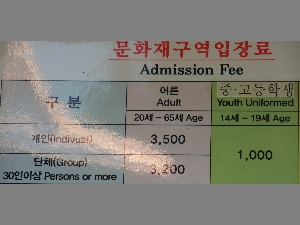 문화재구역입장료
Admission Fee
구 분
어른
Adult
중·고등학생
Youth Uniformed
20세 – 65세 Age
14세 – 19세 Age
개인(Indivual)
3,500
1,000
단체(Group)
30인이상 Persons or more
3,200